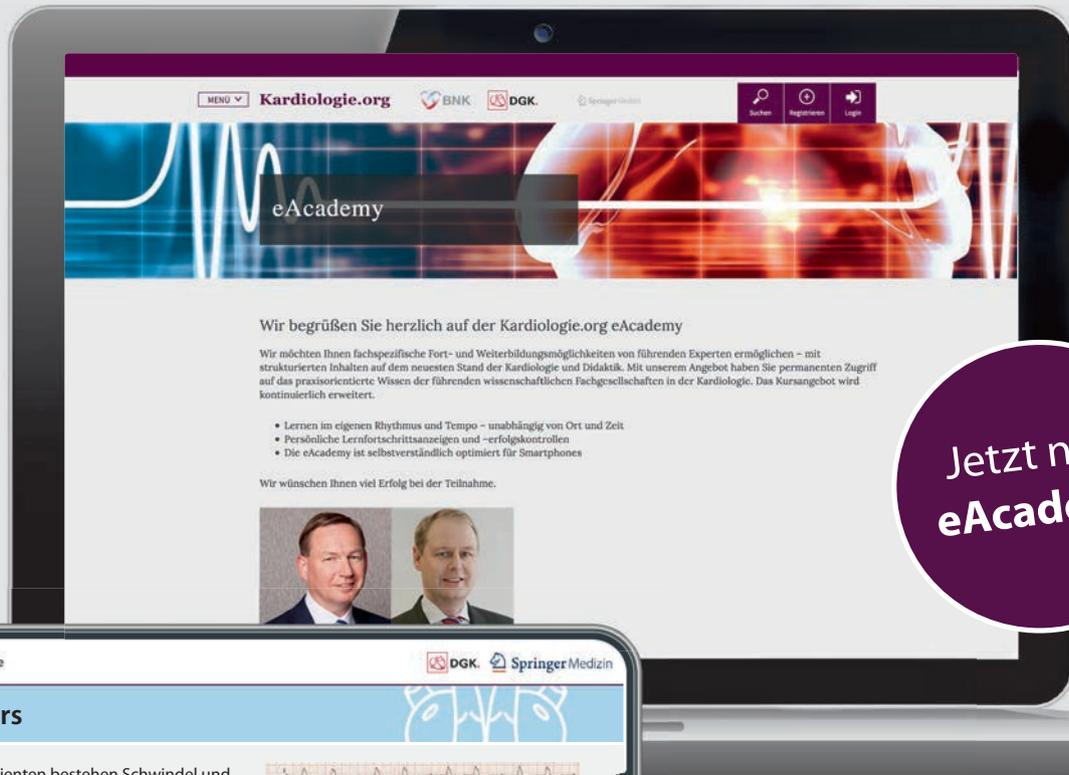 MENÜ
Kardiologie.org
BNK
DGK.
Springer Medizin
Suchen
Registrieren
Login
eAcademy
Wir begrüßen Sie herzlich auf der Kardiologie.org eAcademy
Wir möchten Ihnen fachspezifische Fort- und Weiterbildungsmöglichkeiten von führenden Experten ermöglichen – mit
strukturierten Inhalten auf dem neuesten Stand der Kardiologie und Didaktik. Mit unserem Angebot haben Sie permanenten Zugriff
auf das praxisorientierte Wissen der führenden wissenschaftlichen Fachgesellschaften in der Kardiologie. Das Kursangebot wird
kontinuierlich erweitert.
• Lernen im eigenen Rhythmus und Tempo – unabhängig von Ort und Zeit
• Persönliche Lernfortschrittsanzeigen und –erfolgskontrollen
• Die eAcademy ist selbstverständlich optimiert für Smartphones
Wir wünschen Ihnen viel Erfolg bei der Teilnahme.
Jetzt n
eAcad
e
DGK.
Springer Medizin
rs
ienten bestehen Schwindel und